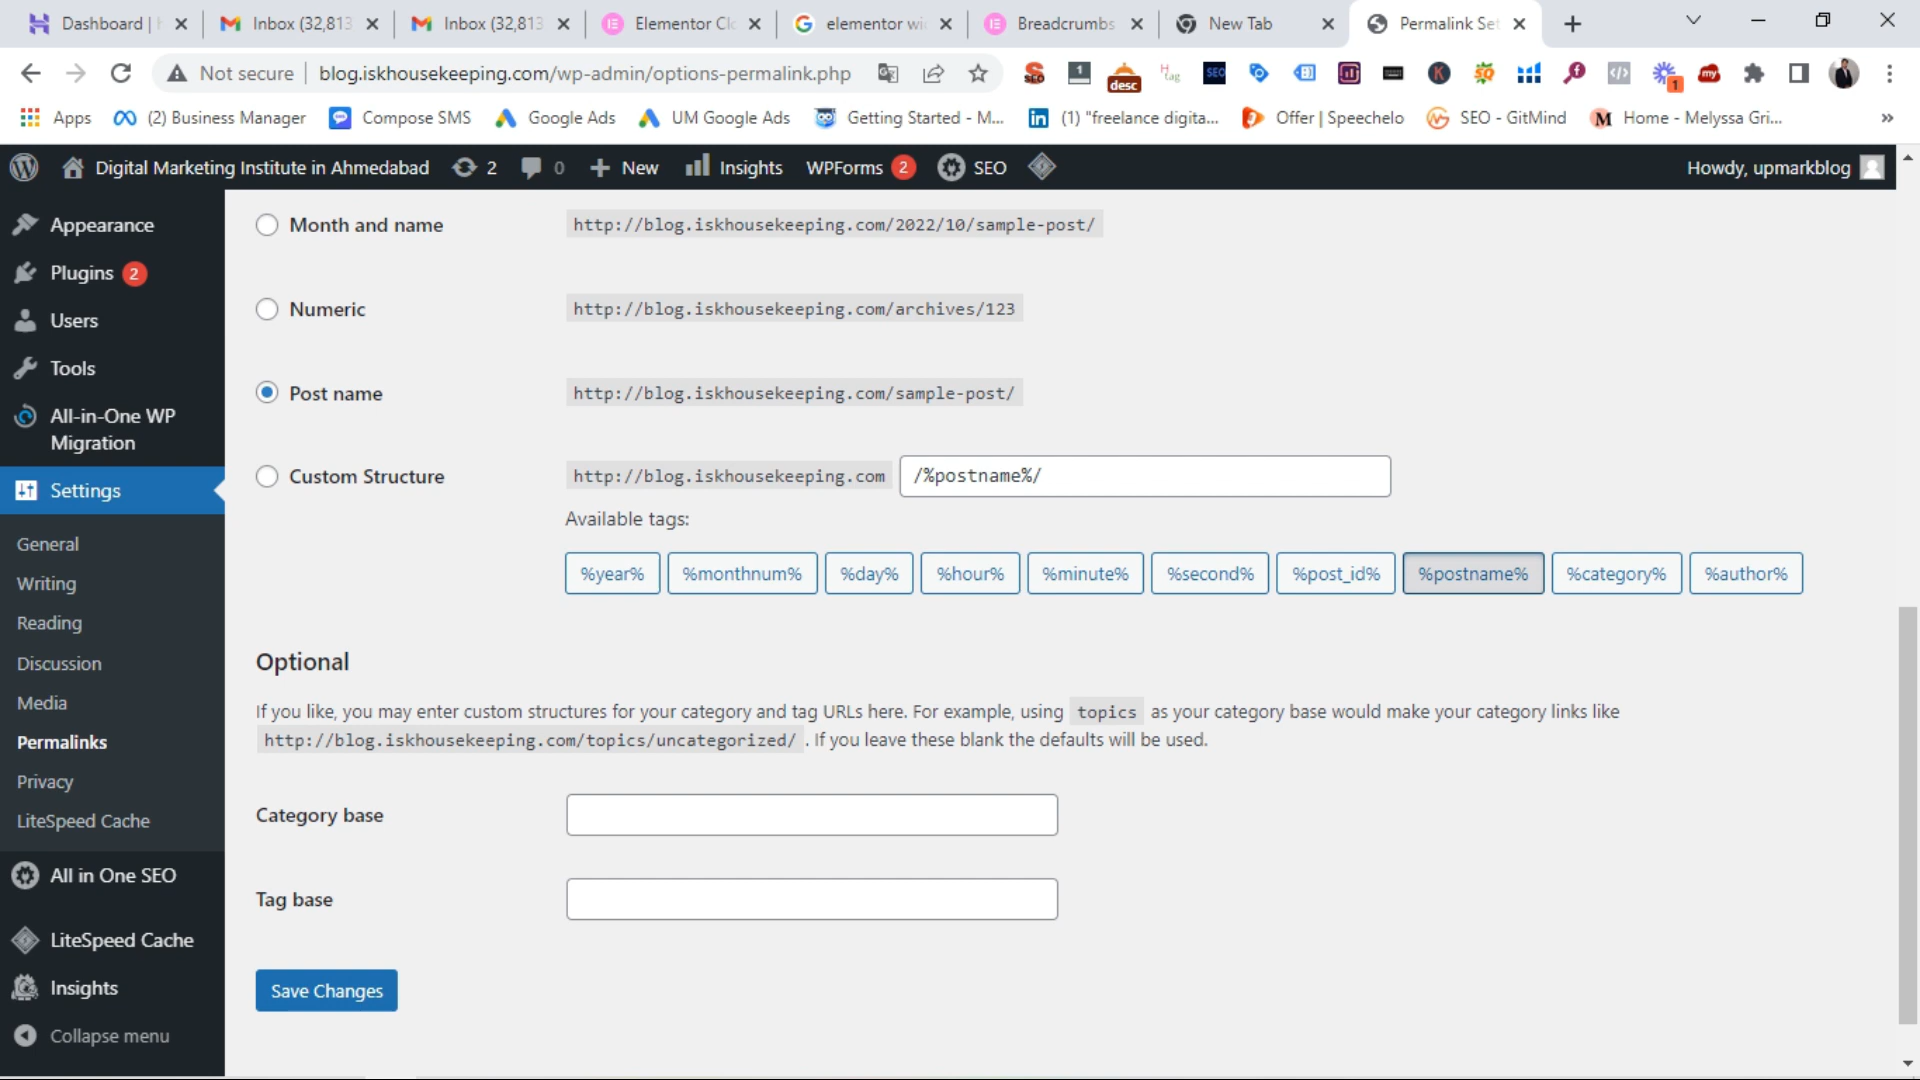 Dashboard |
Inbox (32,813
Inbox (32,813
Elementor Cl
elementor wi
Breadcrumbs
New Tab
Permalink Set
Not secure
blog.iskhousekeeping.com/wp-admin/options-permalink.php
SEO
1
desc
H
tag
SEO
K
1
my
Apps
(2) Business Manager
Compose SMS
Google Ads
UM Google Ads
Getting Started - M...
(1) "freelance digita...
Offer | Speechelo
SEO - GitMind
Home - Melyssa Gri...
»
Digital Marketing Institute in Ahmedabad
2
0
New
Insights
WPForms 2
SEO
Howdy, upmarkblog
Appearance
Plugins 2
Users
Tools
All-in-One WP
Migration
Settings
General
Writing
Reading
Discussion
Media
Permalinks
Privacy
LiteSpeed Cache
All in One SEO
LiteSpeed Cache
Insights
Collapse menu
Month and name
http://blog.iskhousekeeping.com/2022/10/sample-post/
Numeric
http://blog.iskhousekeeping.com/archives/123
Post name
http://blog.iskhousekeeping.com/sample-post/
Custom Structure
http://blog.iskhousekeeping.com
/%postname%/
Available tags:
%year%
%monthnum%
%day%
%hour%
%minute%
%second%
%post_id%
%postname%
%category%
%author%
Optional
If you like, you may enter custom structures for your category and tag URLs here. For example, using topics as your category base would make your category links like
http://blog.iskhousekeeping.com/topics/uncategorized/ . If you leave these blank the defaults will be used.
Category base
Tag base
Save Changes